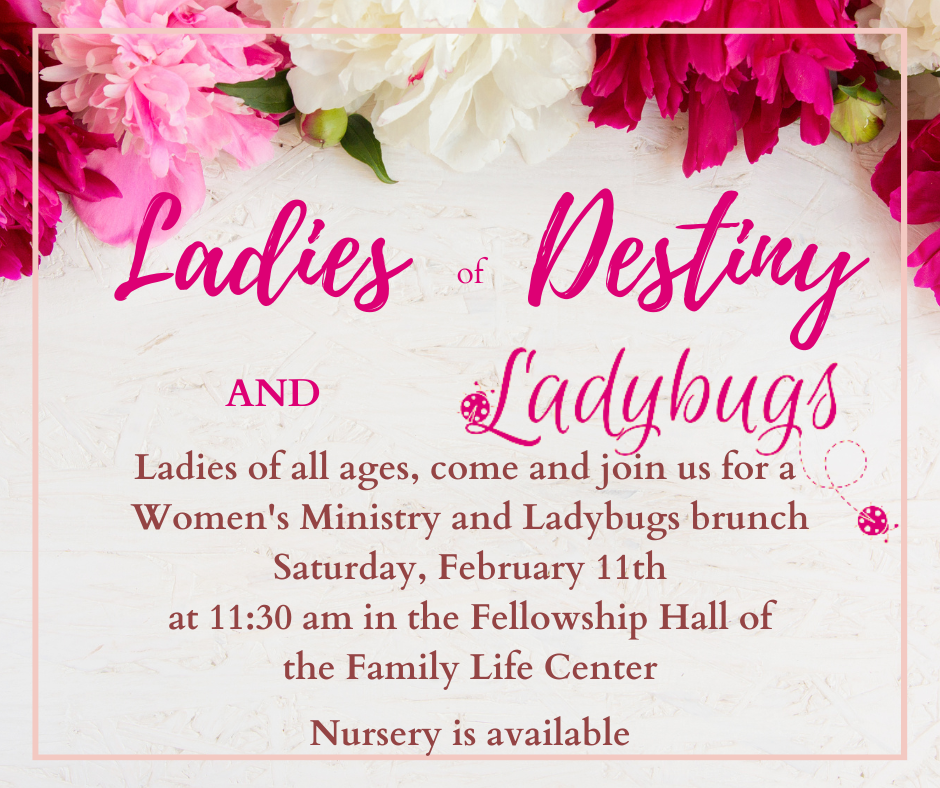 Ladies of Destiny
AND Ladybugs
Ladies of all ages, come and join us for a
Women's Ministry and Ladybugs brunch
Saturday, February 11th
at 11:30 am in the Fellowship Hall of
the Family Life Center
Nursery is available